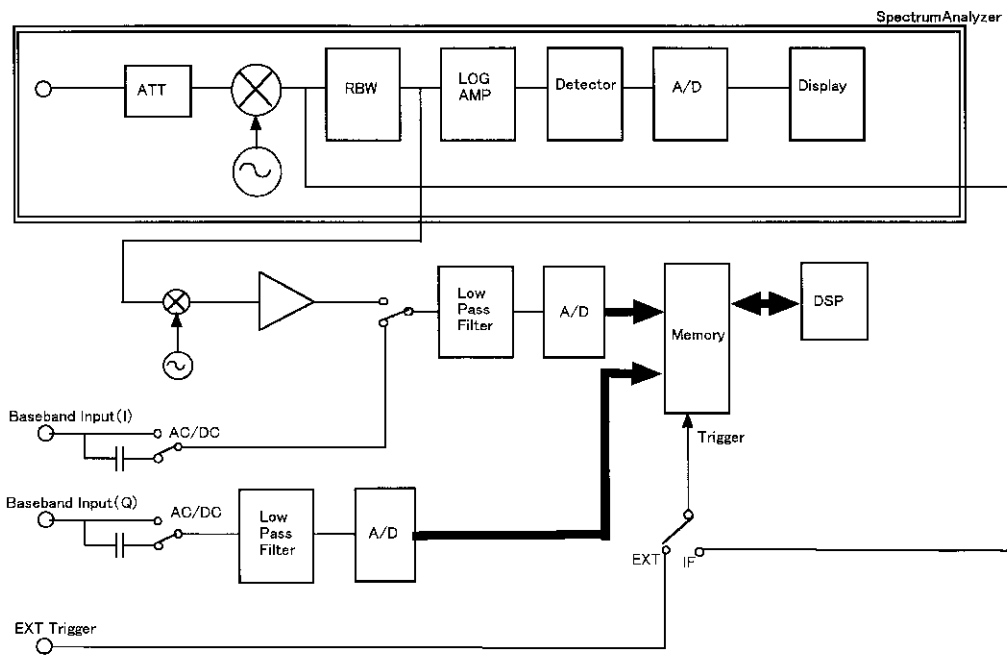 SpectrumAnalyzer
ATT
RBW
LOG
AMP
Detector
A/D
Display
Low
Pass
Filter
A/D
Memory
DSP
Baseband Input(I)
AC/DC
Trigger
Baseband Input(Q)
AC/DC
Low
Pass
Filter
A/D
EXT
IF
EXT Trigger